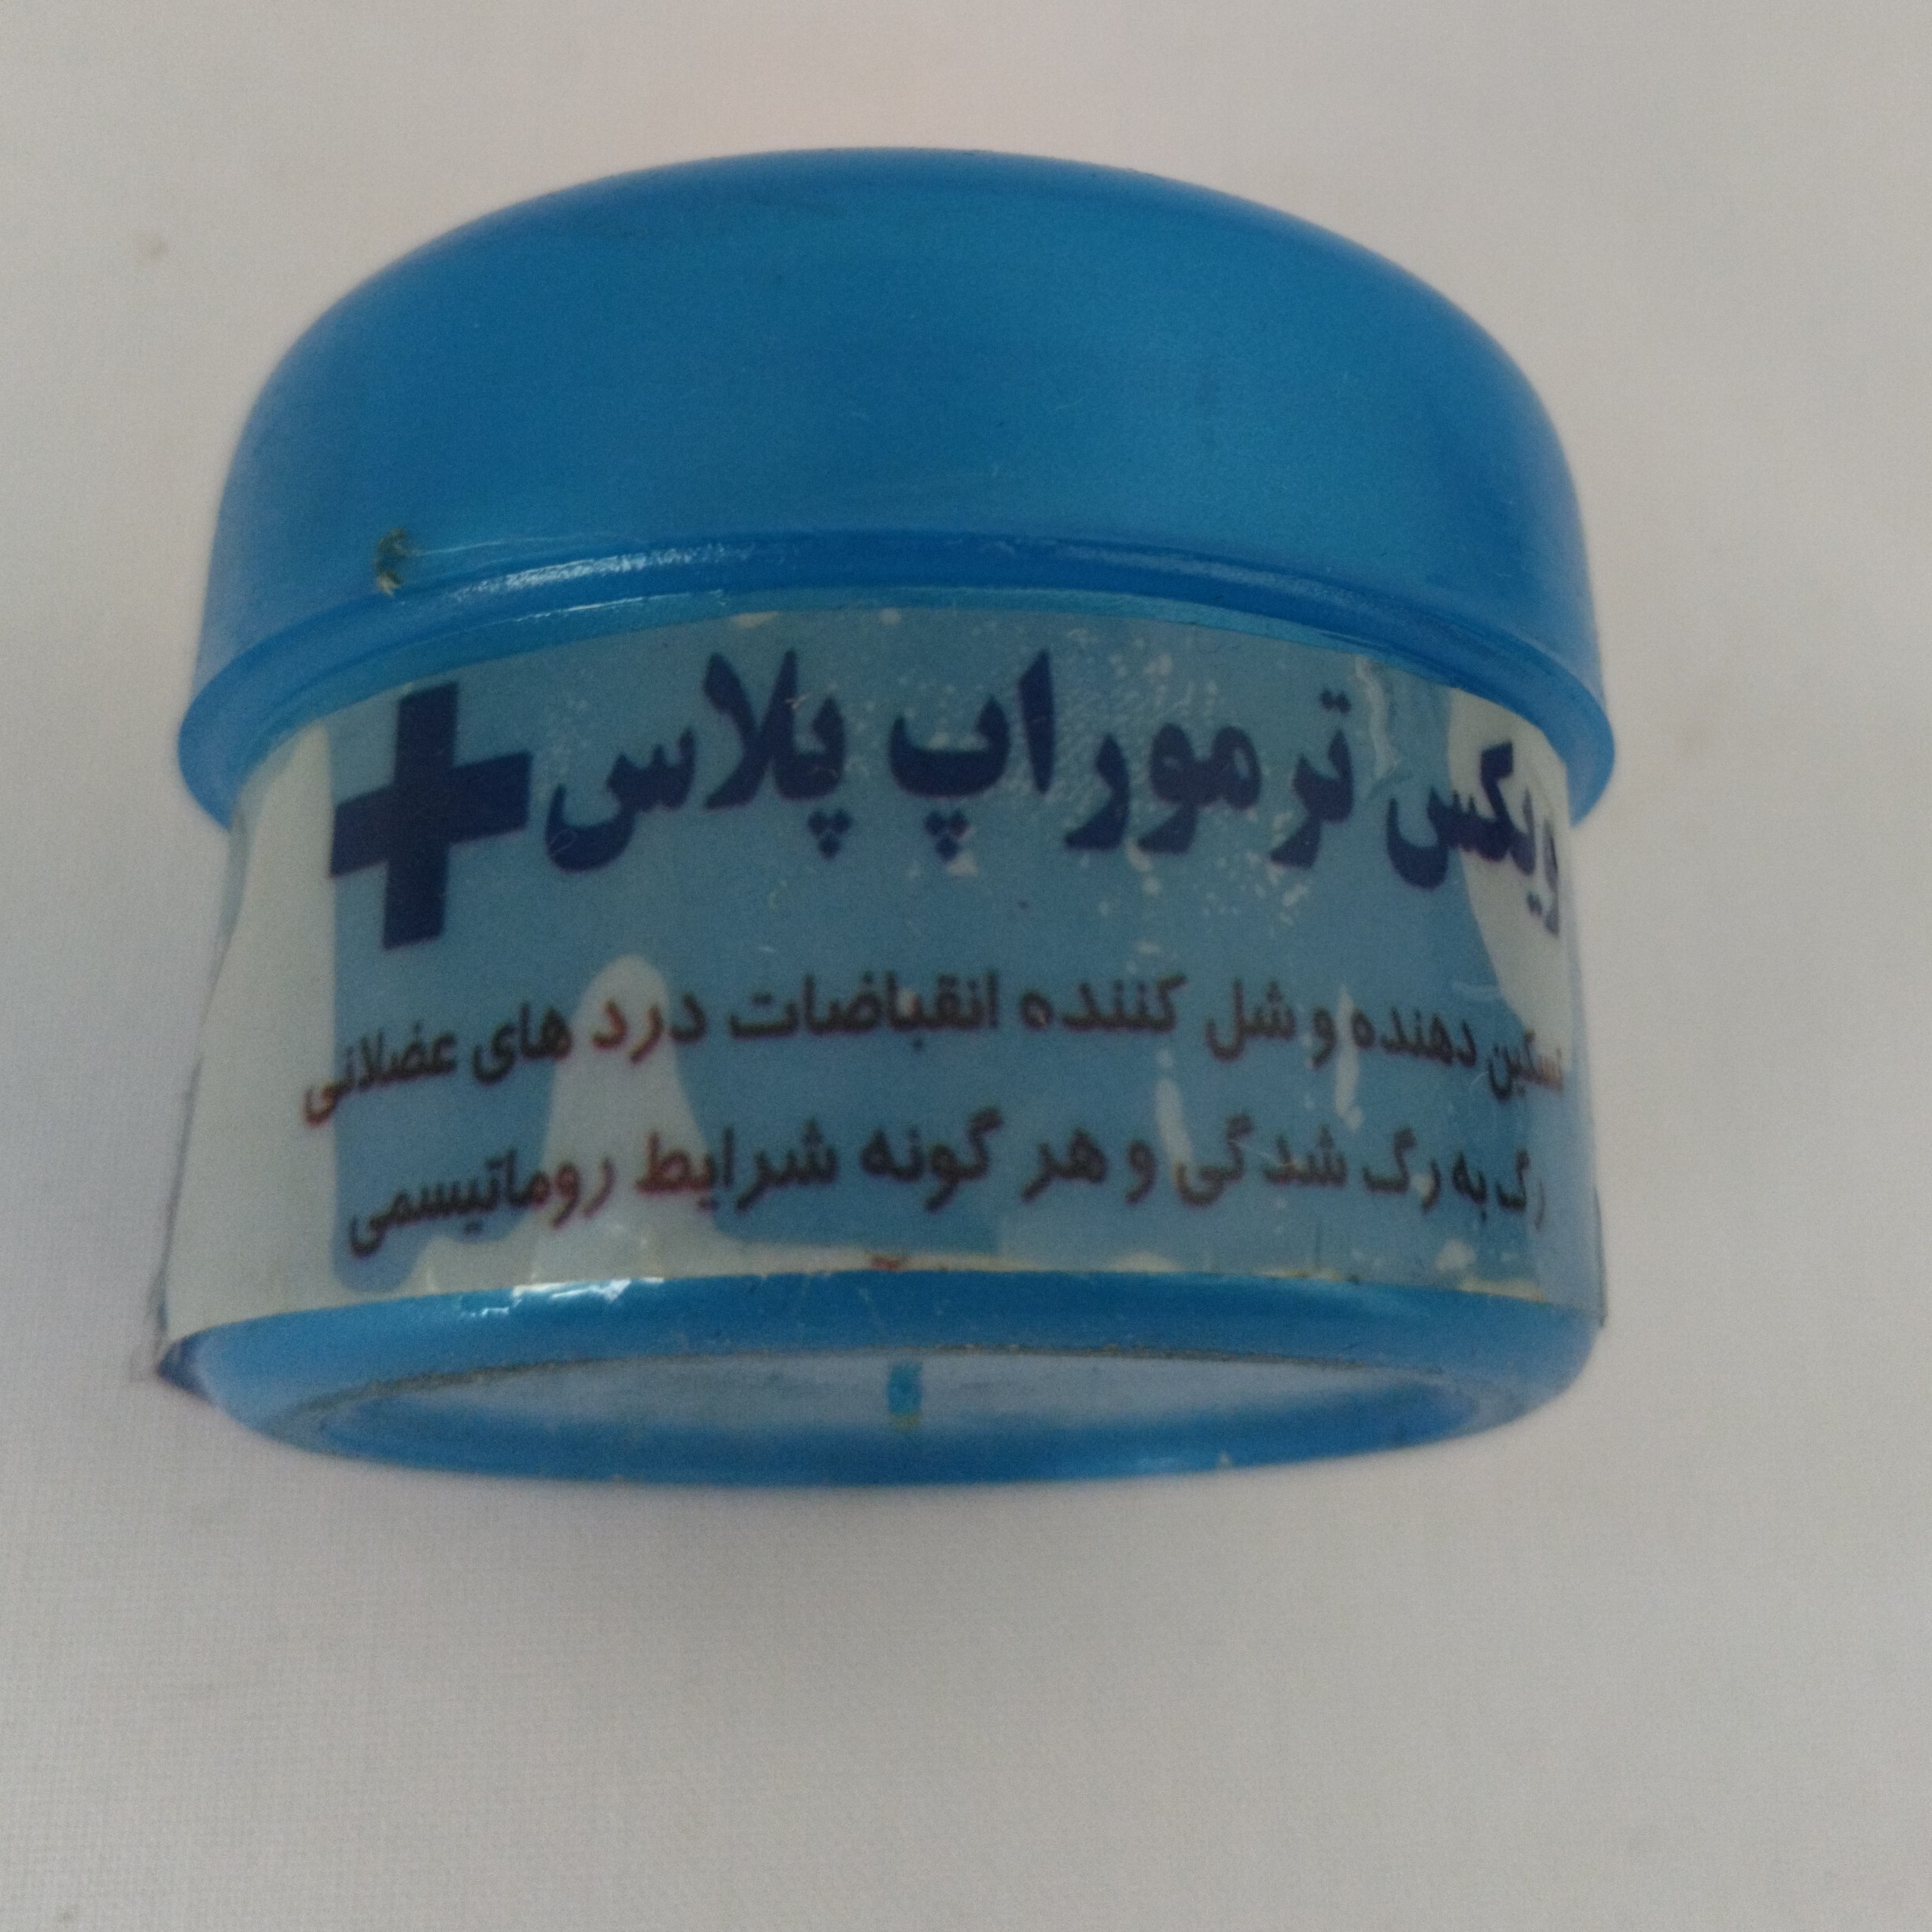 ویکس ترموراپ پلاس+
تسکین دهنده و شل کننده انقباضات درد های عضلانی
رگ به رگ شدگی و هر گونه شرایط روماتیسمی